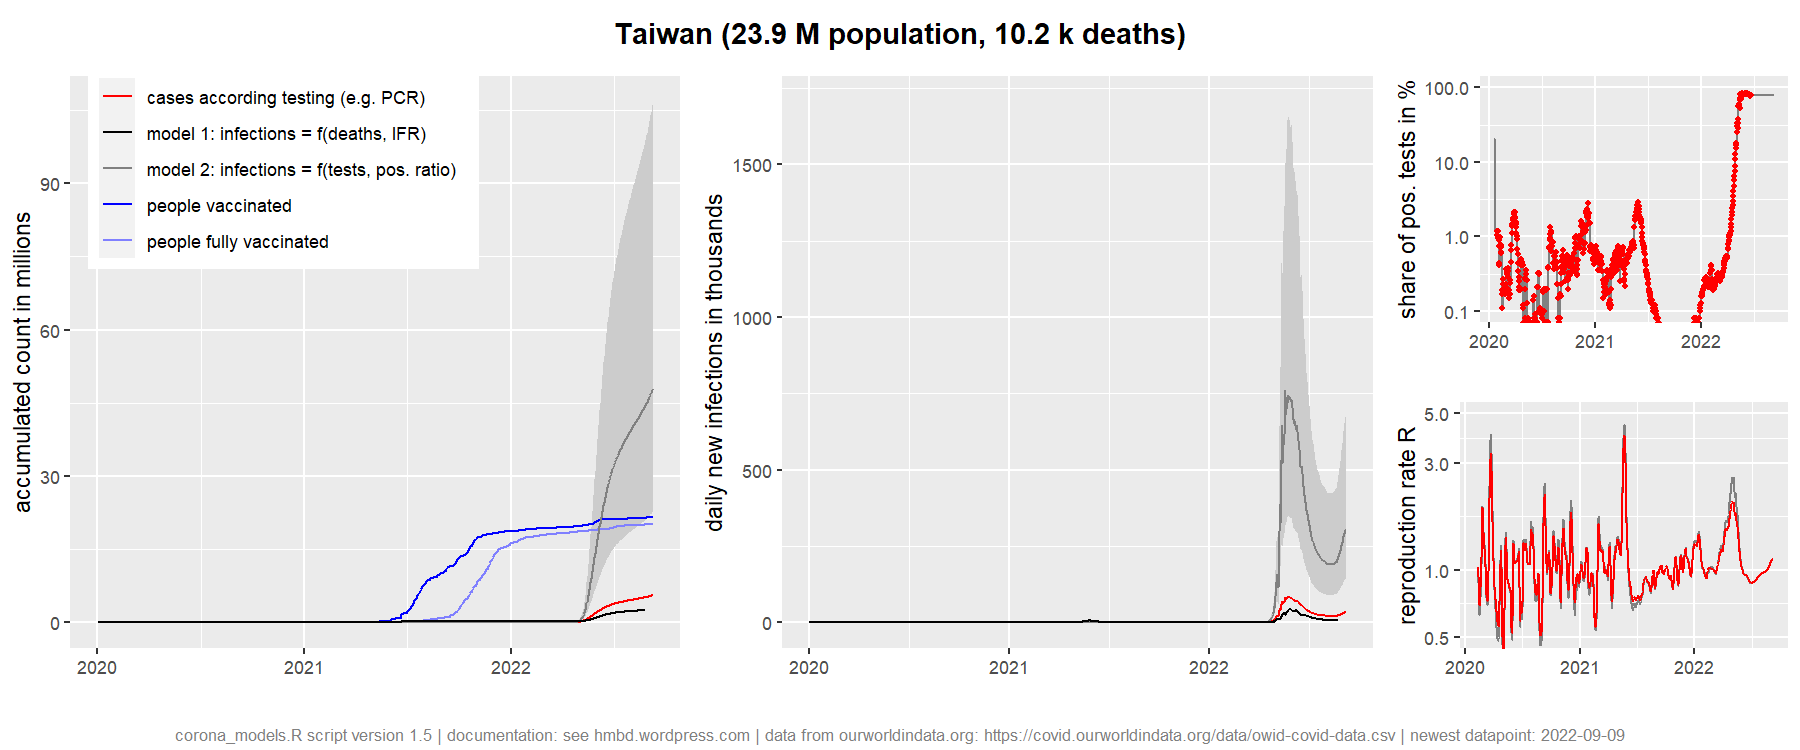 Taiwan (23.9 M population, 10.2 k deaths)
accumulated count in millions
90
60
30
0
2020
2021
2022
cases according testing (e.g. PCR)
model 1: infections = f(deaths, IFR)
model 2: infections = f(tests, pos. ratio)
people vaccinated
people fully vaccinated
daily new infections in thousands
1500
1000
500
0
2020
2021
2022
share of pos. tests in %
100.0
10.0
1.0
0.1
2020
2021
2022
reproduction rate R
5.0
3.0
1.0
0.5
2020
2021
2022
corona_models.R script version 1.5 | documentation: see hmbd.wordpress.com | data from ourworldindata.org: https://covid.ourworldindata.org/data/owid-covid-data.csv | newest datapoint: 2022-09-09